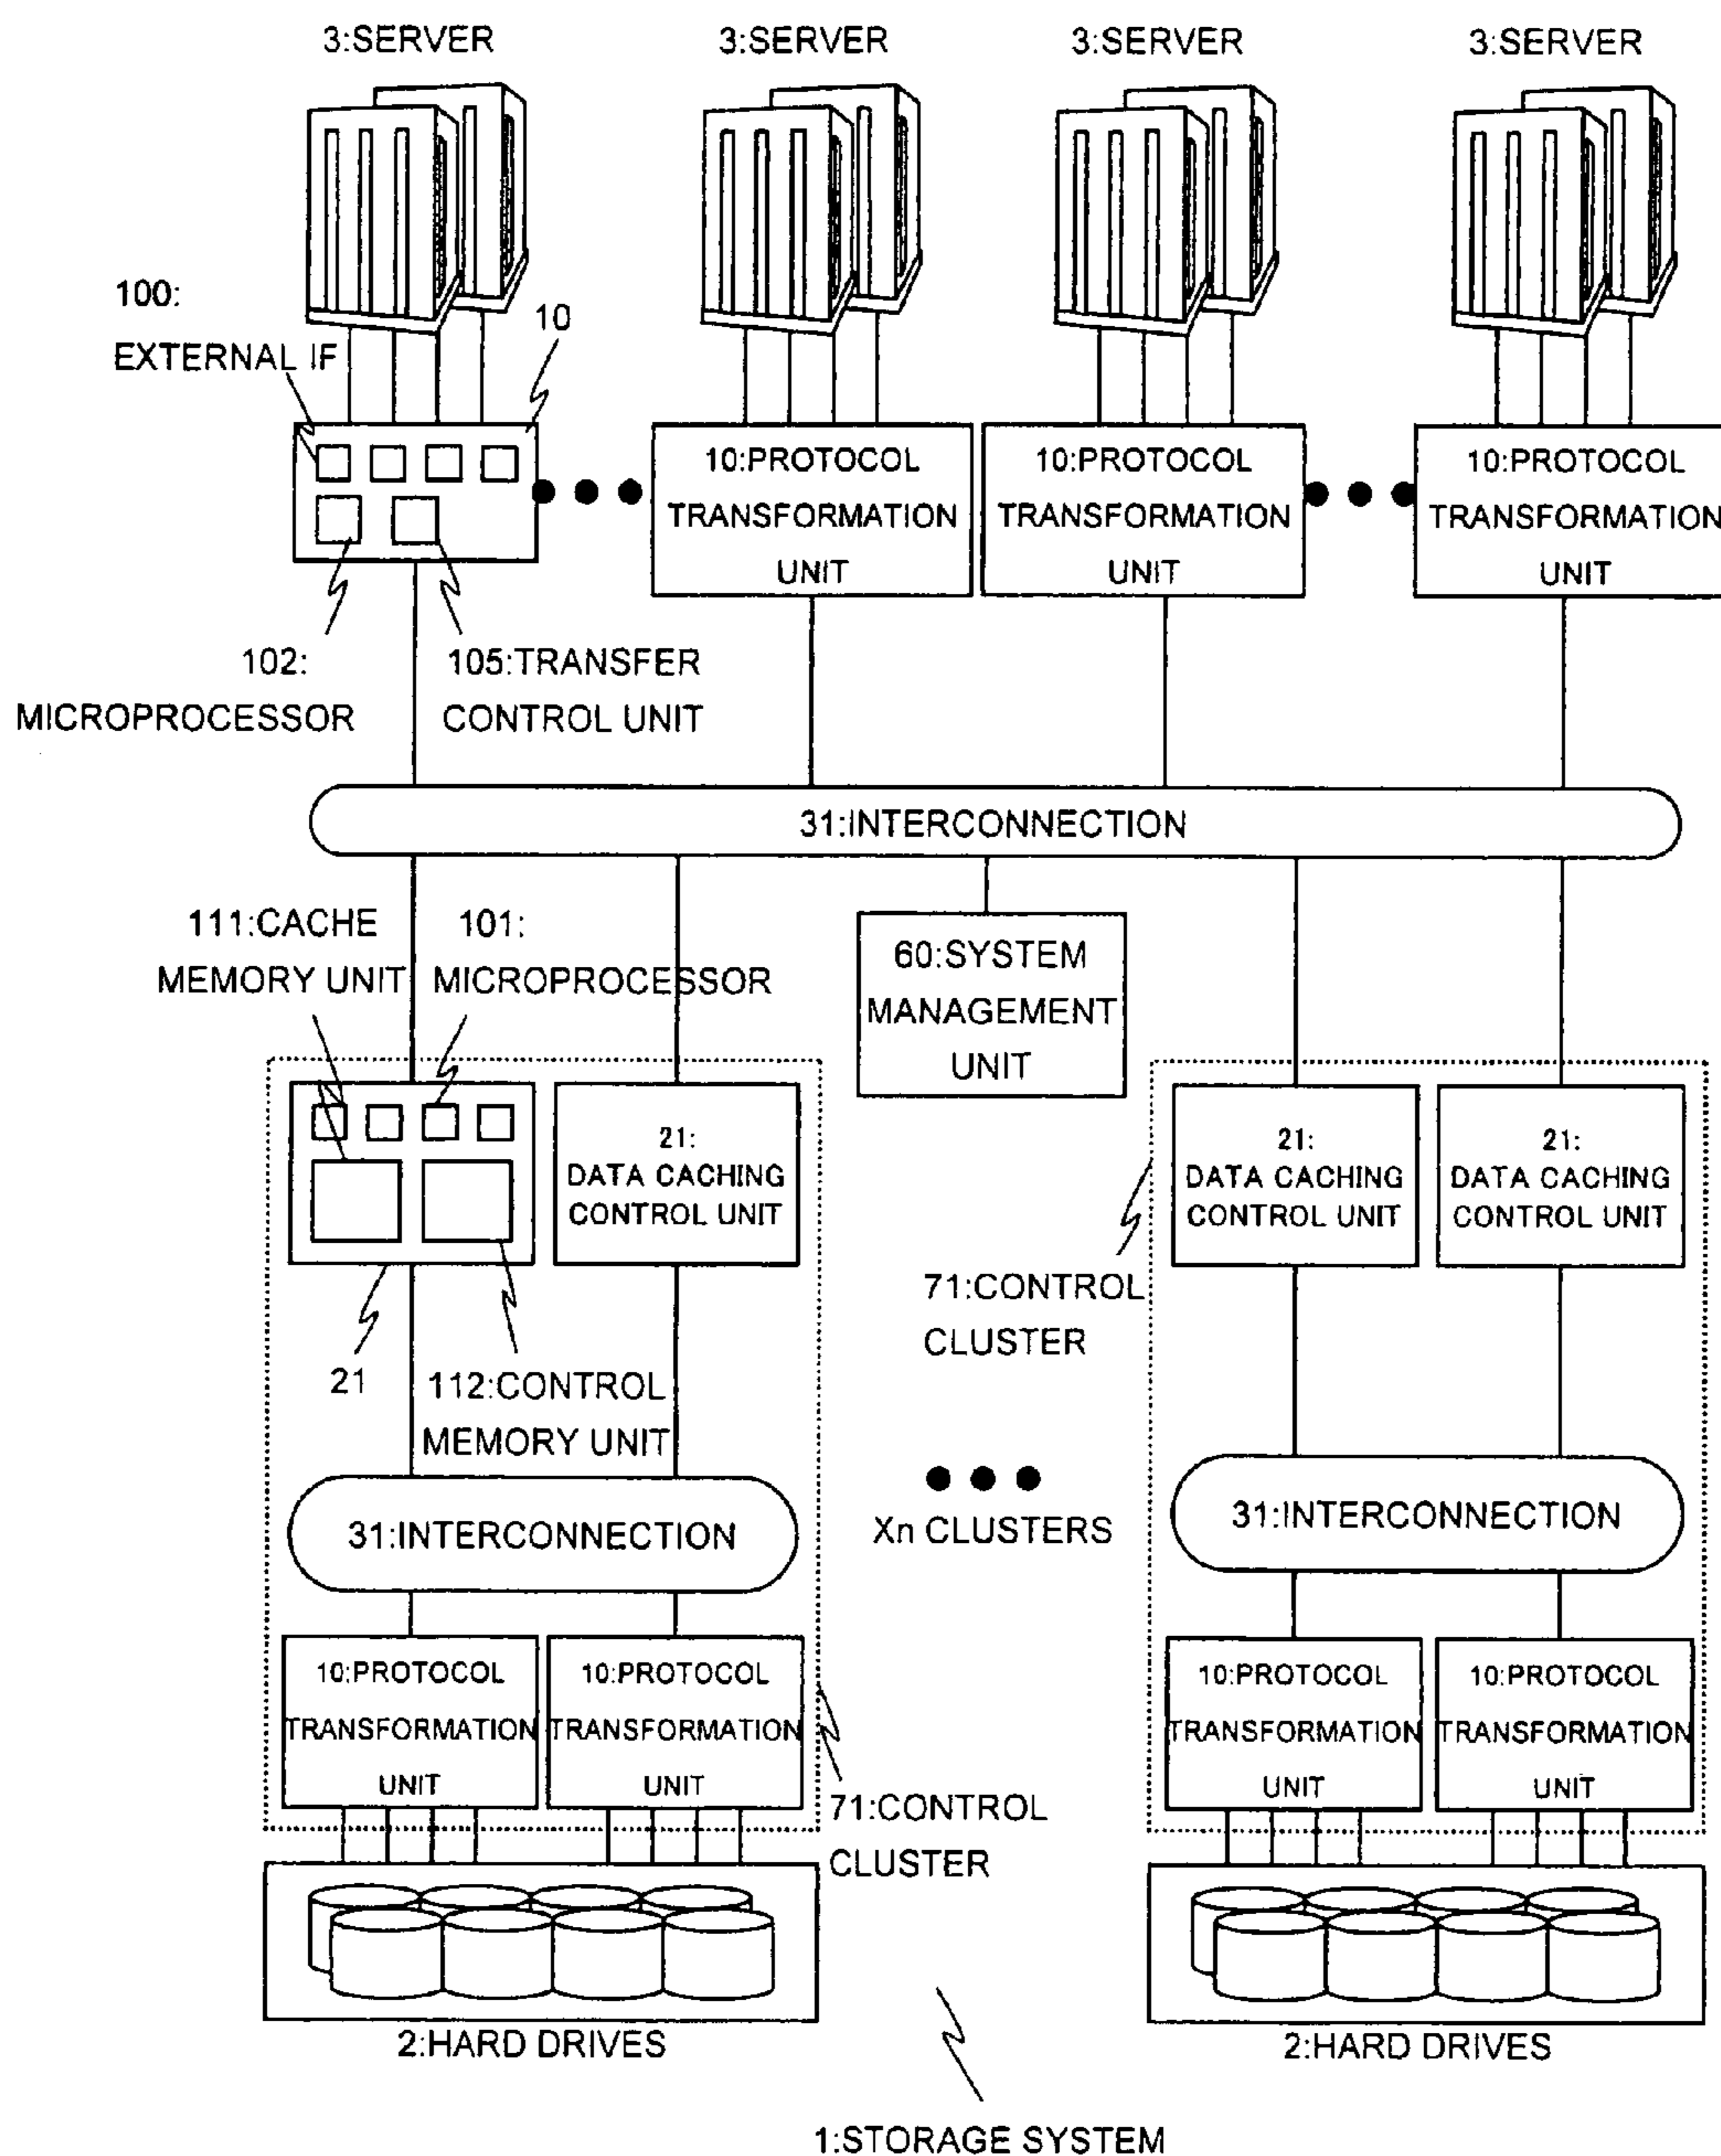 3:SERVER
3:SERVER
3:SERVER
3:SERVER
100:
EXTERNAL IF
10
10:PROTOCOL
TRANSFORMATION
UNIT
10:PROTOCOL
TRANSFORMATION
UNIT
10:PROTOCOL
TRANSFORMATION
UNIT
102:
MICROPROCESSOR
105:TRANSFER
CONTROL UNIT
31:INTERCONNECTION
111:CACHE
MEMORY UNIT
101:
MICROPROCESSOR
60:SYSTEM
MANAGEMENT
UNIT
21:
DATA CACHING
CONTROL UNIT
21:
DATA CACHING
CONTROL UNIT
21:
DATA CACHING
CONTROL UNIT
71:CONTROL
CLUSTER
21
112:CONTROL
MEMORY UNIT
31:INTERCONNECTION
Xn CLUSTERS
31:INTERCONNECTION
10:PROTOCOL
TRANSFORMATION
UNIT
10:PROTOCOL
TRANSFORMATION
UNIT
10:PROTOCOL
TRANSFORMATION
UNIT
10:PROTOCOL
TRANSFORMATION
UNIT
71:CONTROL
CLUSTER
2:HARD DRIVES
2:HARD DRIVES
1:STORAGE SYSTEM